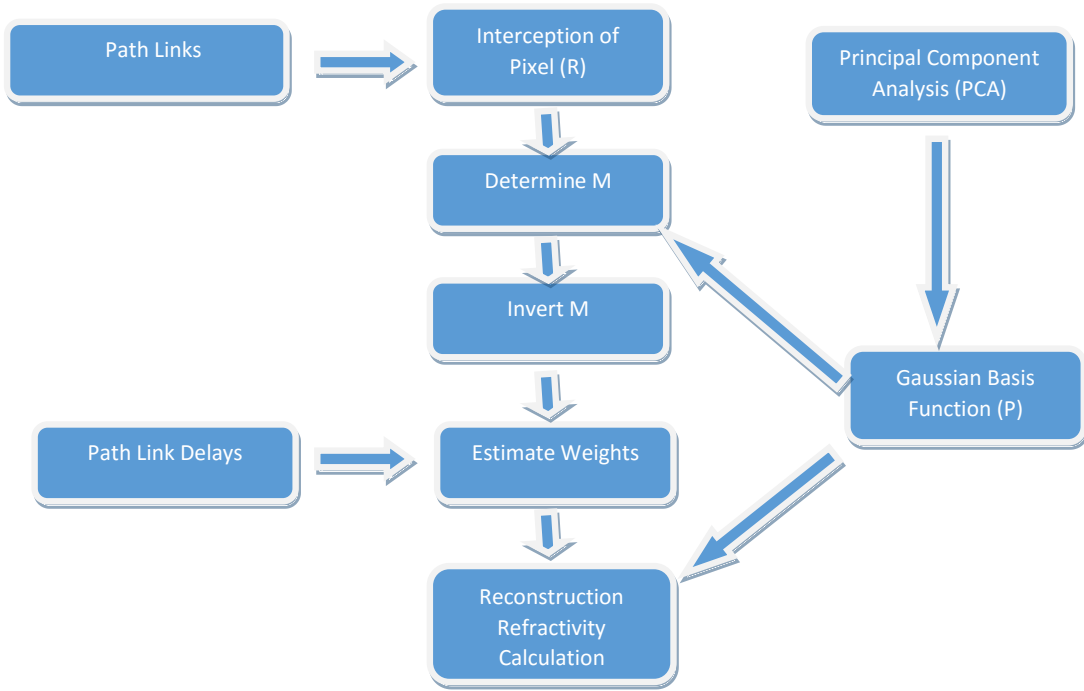 Path Links
Interception of
Pixel (R)
Principal Component
Analysis (PCA)
Determine M
Invert M
Gaussian Basis
Function (P)
Path Link Delays
Estimate Weights
Reconstruction
Refractivity
Calculation